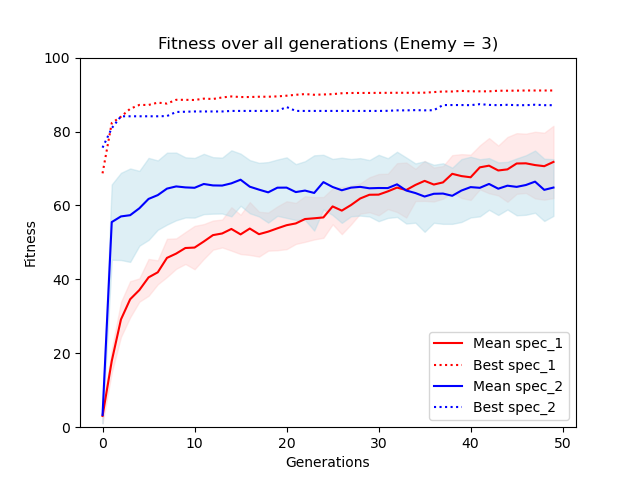 Fitness over all generations (Enemy = 3)
100
80
60
40
20
0
Fitness
0 10 20 30 40 50
Generations
Mean spec_1
Best spec_1
Mean spec_2
Best spec_2